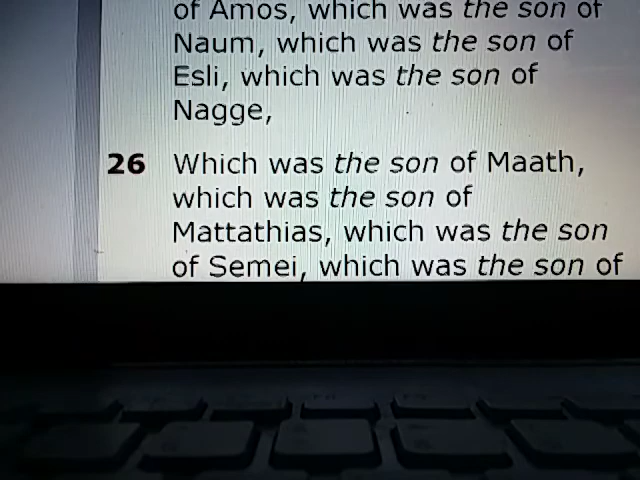 of Amos, which was the son of
Naum, which was the son of
Esli, which was the son of
Nagge,
26 Which was the son of Maath,
which was the son of
Mattathias, which was the son
of Semei, which was the son of